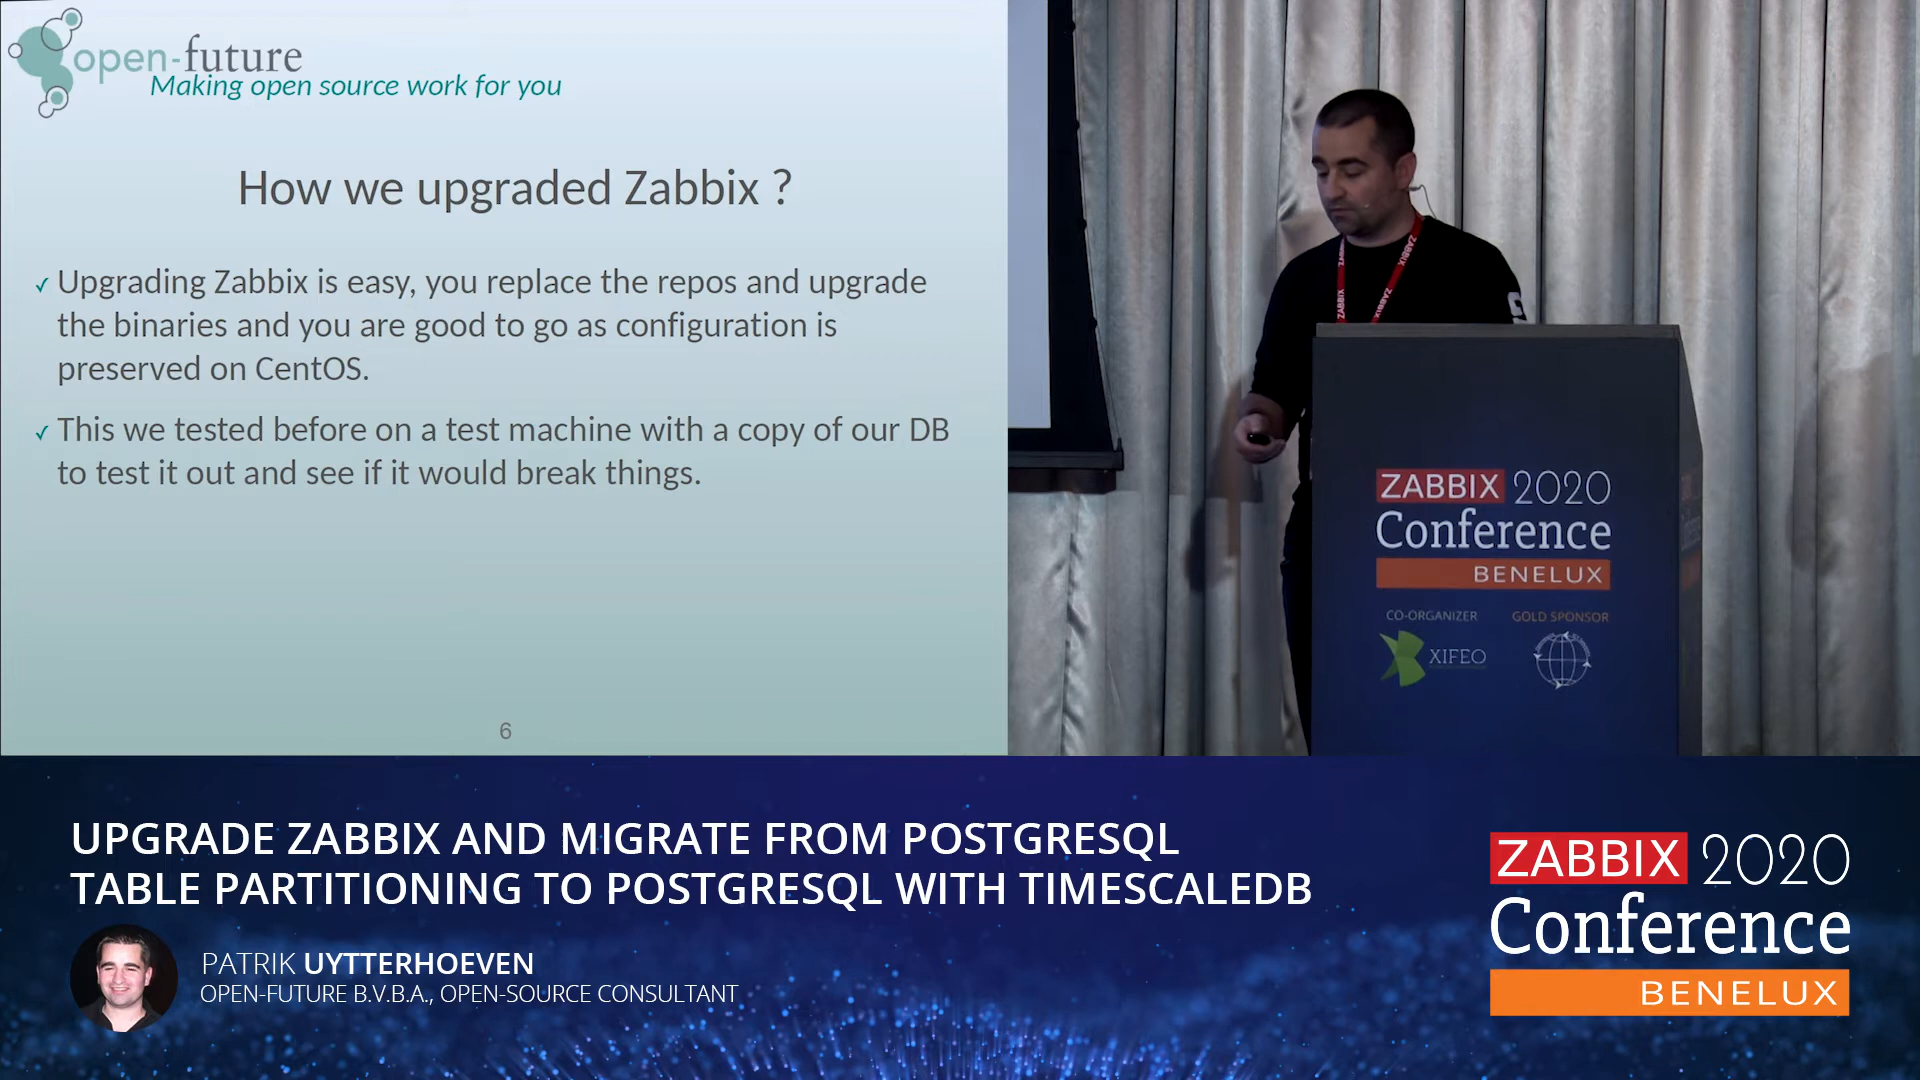 open-future
Making open source work for you
How we upgraded Zabbix ?
✓ Upgrading Zabbix is easy, you replace the repos and upgrade
the binaries and you are good to go as configuration is
preserved on CentOS.
✓ This we tested before on a test machine with a copy of our DB
to test it out and see if it would break things.
6
ZABBIX
ZABBIX
ZABBIX
ZABBIX
ZABBIX 2020
Conference
BENELUX
CO-ORGANIZER
GOLD SPONSOR
XIFEO
UPGRADE ZABBIX AND MIGRATE FROM POSTGRESQL
TABLE PARTITIONING TO POSTGRESQL WITH TIMESCALEDB
PATRIK UYTTERHOEVEN
OPEN-FUTURE B.V.B.A., OPEN-SOURCE CONSULTANT
ZABBIX 2020
Conference
BENELUX